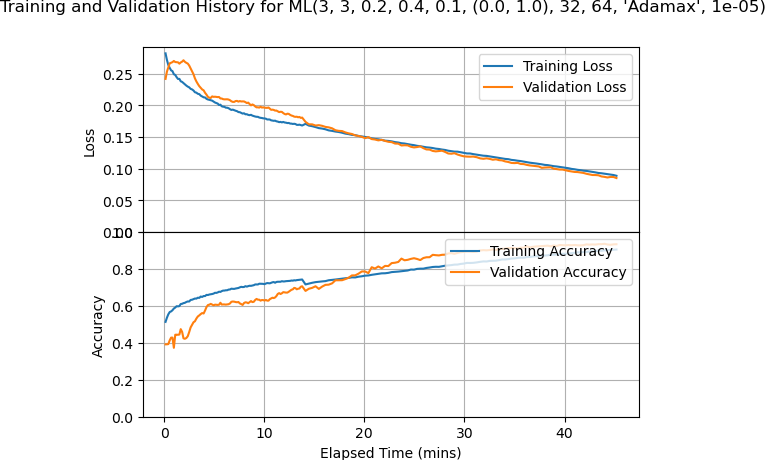 Training and Validation History for ML(3, 3, 0.2, 0.4, 0.1, (0.0, 1.0), 32, 64, 'Adamax', 1e-05)
Training Loss
Validation Loss
0.25
0.20
0.15
0.10
0.05
0.00
Loss
1.0
0.8
0.6
0.4
0.2
0.0
Accuracy
Training Accuracy
Validation Accuracy
0 10 20 30 40
Elapsed Time (mins)